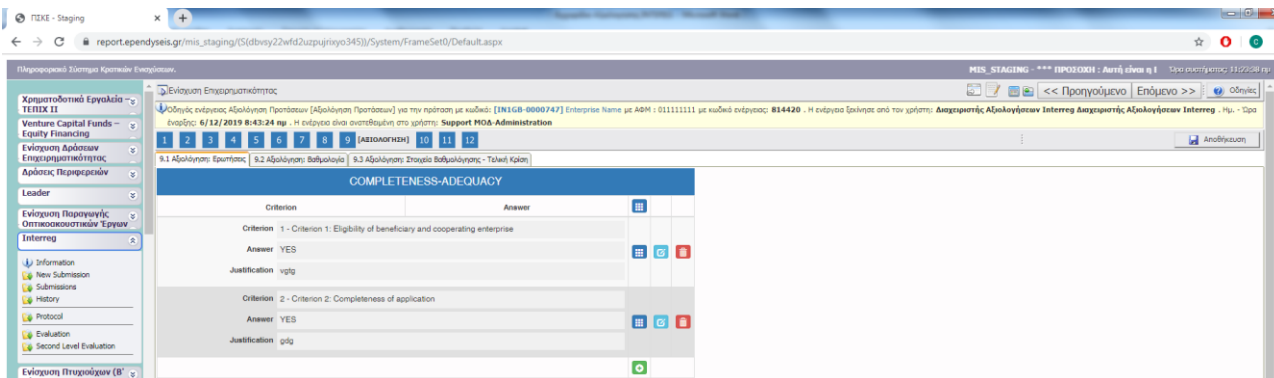 ΠΣΚΕ - Staging
report.ependyseis.gr/mis_staging/(S(dbvsy22wfd2uzpujrixyo345))/System/FrameSet0/Default.aspx
Πληροφοριακό Σύστημα Κρατικών Ενισχύσεων.
MIS_STAGING - *** ΠΡΟΣΟΧΗ : Αυτή είναι η Ι
Ώρα συστήματος: 11:22:38 πμ
Χρηματοδοτικά Εργαλεία –
ΤΕΠΙΧ ΙΙ
Venture Capital Funds –
Equity Financing
Ενίσχυση Δράσεων
Επιχειρηματικότητας
Δράσεις Περιφερειών
Leader
Ενίσχυση Παραγωγής
Οπτικοακουστικών Έργων
Interreg
Information
New Submission
Submissions
History
Protocol
Evaluation
Second Level Evaluation
Ενίσχυση Πτυχιούχων (Β'
Ενίσχυση Επιχειρηματικότητας
<< Προηγούμενο
Επόμενο >>
Οδηγίες
Οδηγός ενέργειας Αξιολόγηση Προτάσεων [Αξιολόγηση Προτάσεων] για την πρόταση με κωδικό: [IN1GB-0000747] Enterprise Name με ΑΦΜ : 011111111 με κωδικό ενέργειας: 814420 . Η ενέργεια ξεκίνησε από τον χρήστη: Διαχειριστής Αξιολογήσεων Interreg Διαχειριστής Αξιολογήσεων Interreg . Ημ. - Ώρα
έναρξης: 6/12/2019 8:43:24 πμ . Η ενέργεια είναι ανατεθειμένη στο χρήστη: Support ΜΟΔ-Administration
1 2 3 4 5 6 7 8 9 [ΑΞΙΟΛΟΓΗΣΗ] 10 11 12
Αποθήκευση
9.1 Αξιολόγηση: Ερωτήσεις
9.2 Αξιολόγηση: Βαθμολογία
9.3 Αξιολόγηση: Στοιχεία Βαθμολόγησης - Τελική Κρίση
COMPLETENESS-ADEQUACY
Criterion Answer
Criterion 1 - Criterion 1: Eligibility of beneficiary and cooperating enterprise
Answer YES
Justification vgtg
Criterion 2 - Criterion 2: Completeness of application
Answer YES
Justification gdg